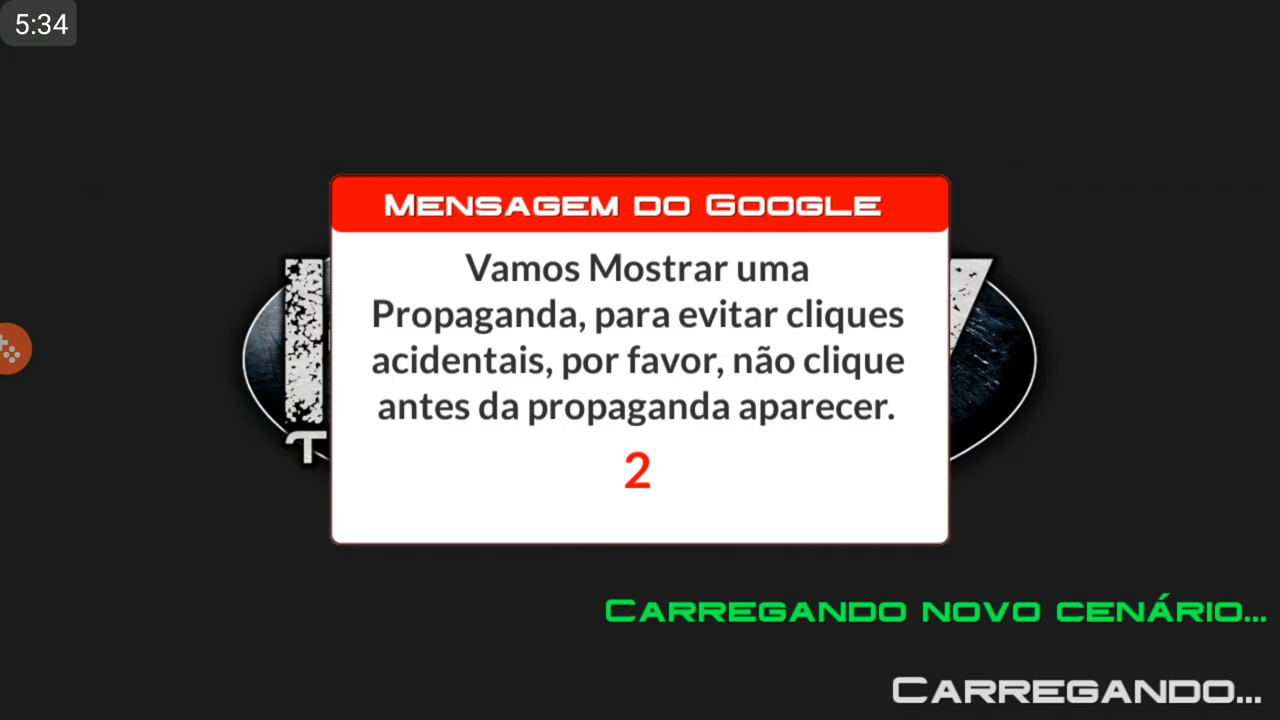 5:34
Mensagem do Google
Vamos Mostrar uma
Propaganda, para evitar cliques
acidentais, por favor, não clique
antes da propaganda aparecer.
2
Carregando novo cenário...
Carregando...